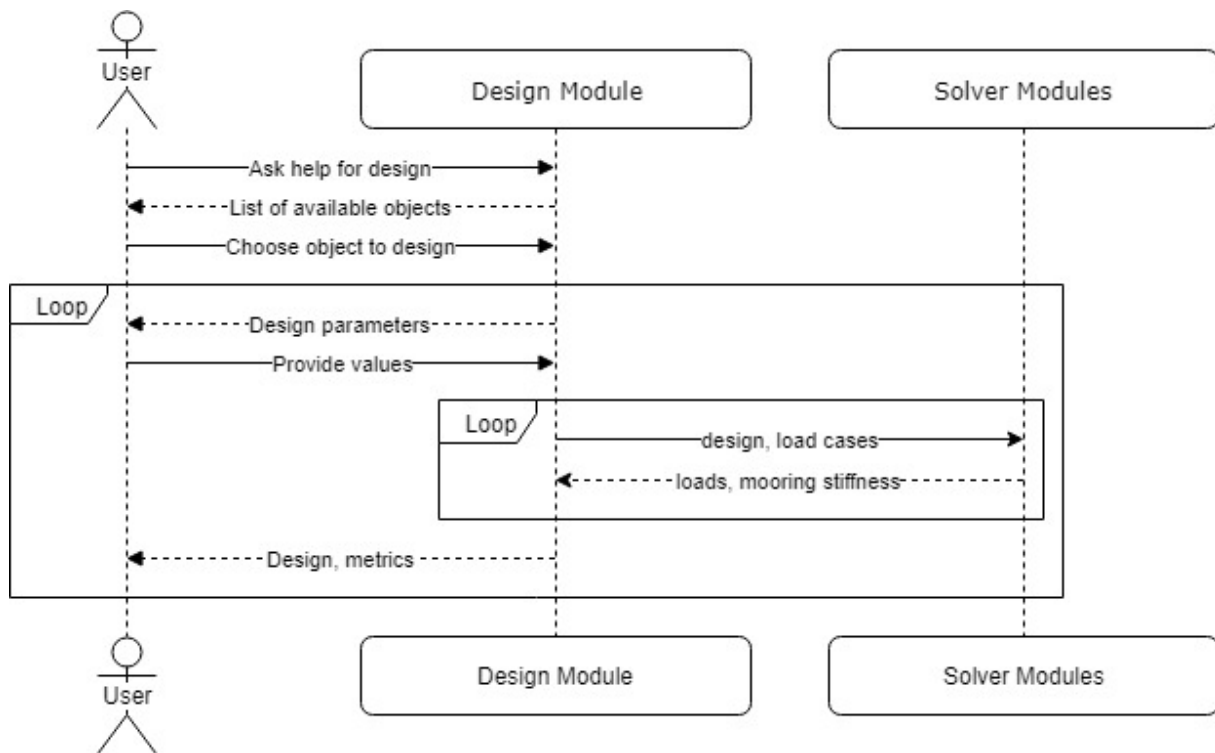 User
Design Module
Solver Modules
Ask help for design
List of available objects
Choose object to design
Loop
Design parameters
Provide values
Loop
design, load cases
loads, mooring stiffness
Design, metrics
User
Design Module
Solver Modules